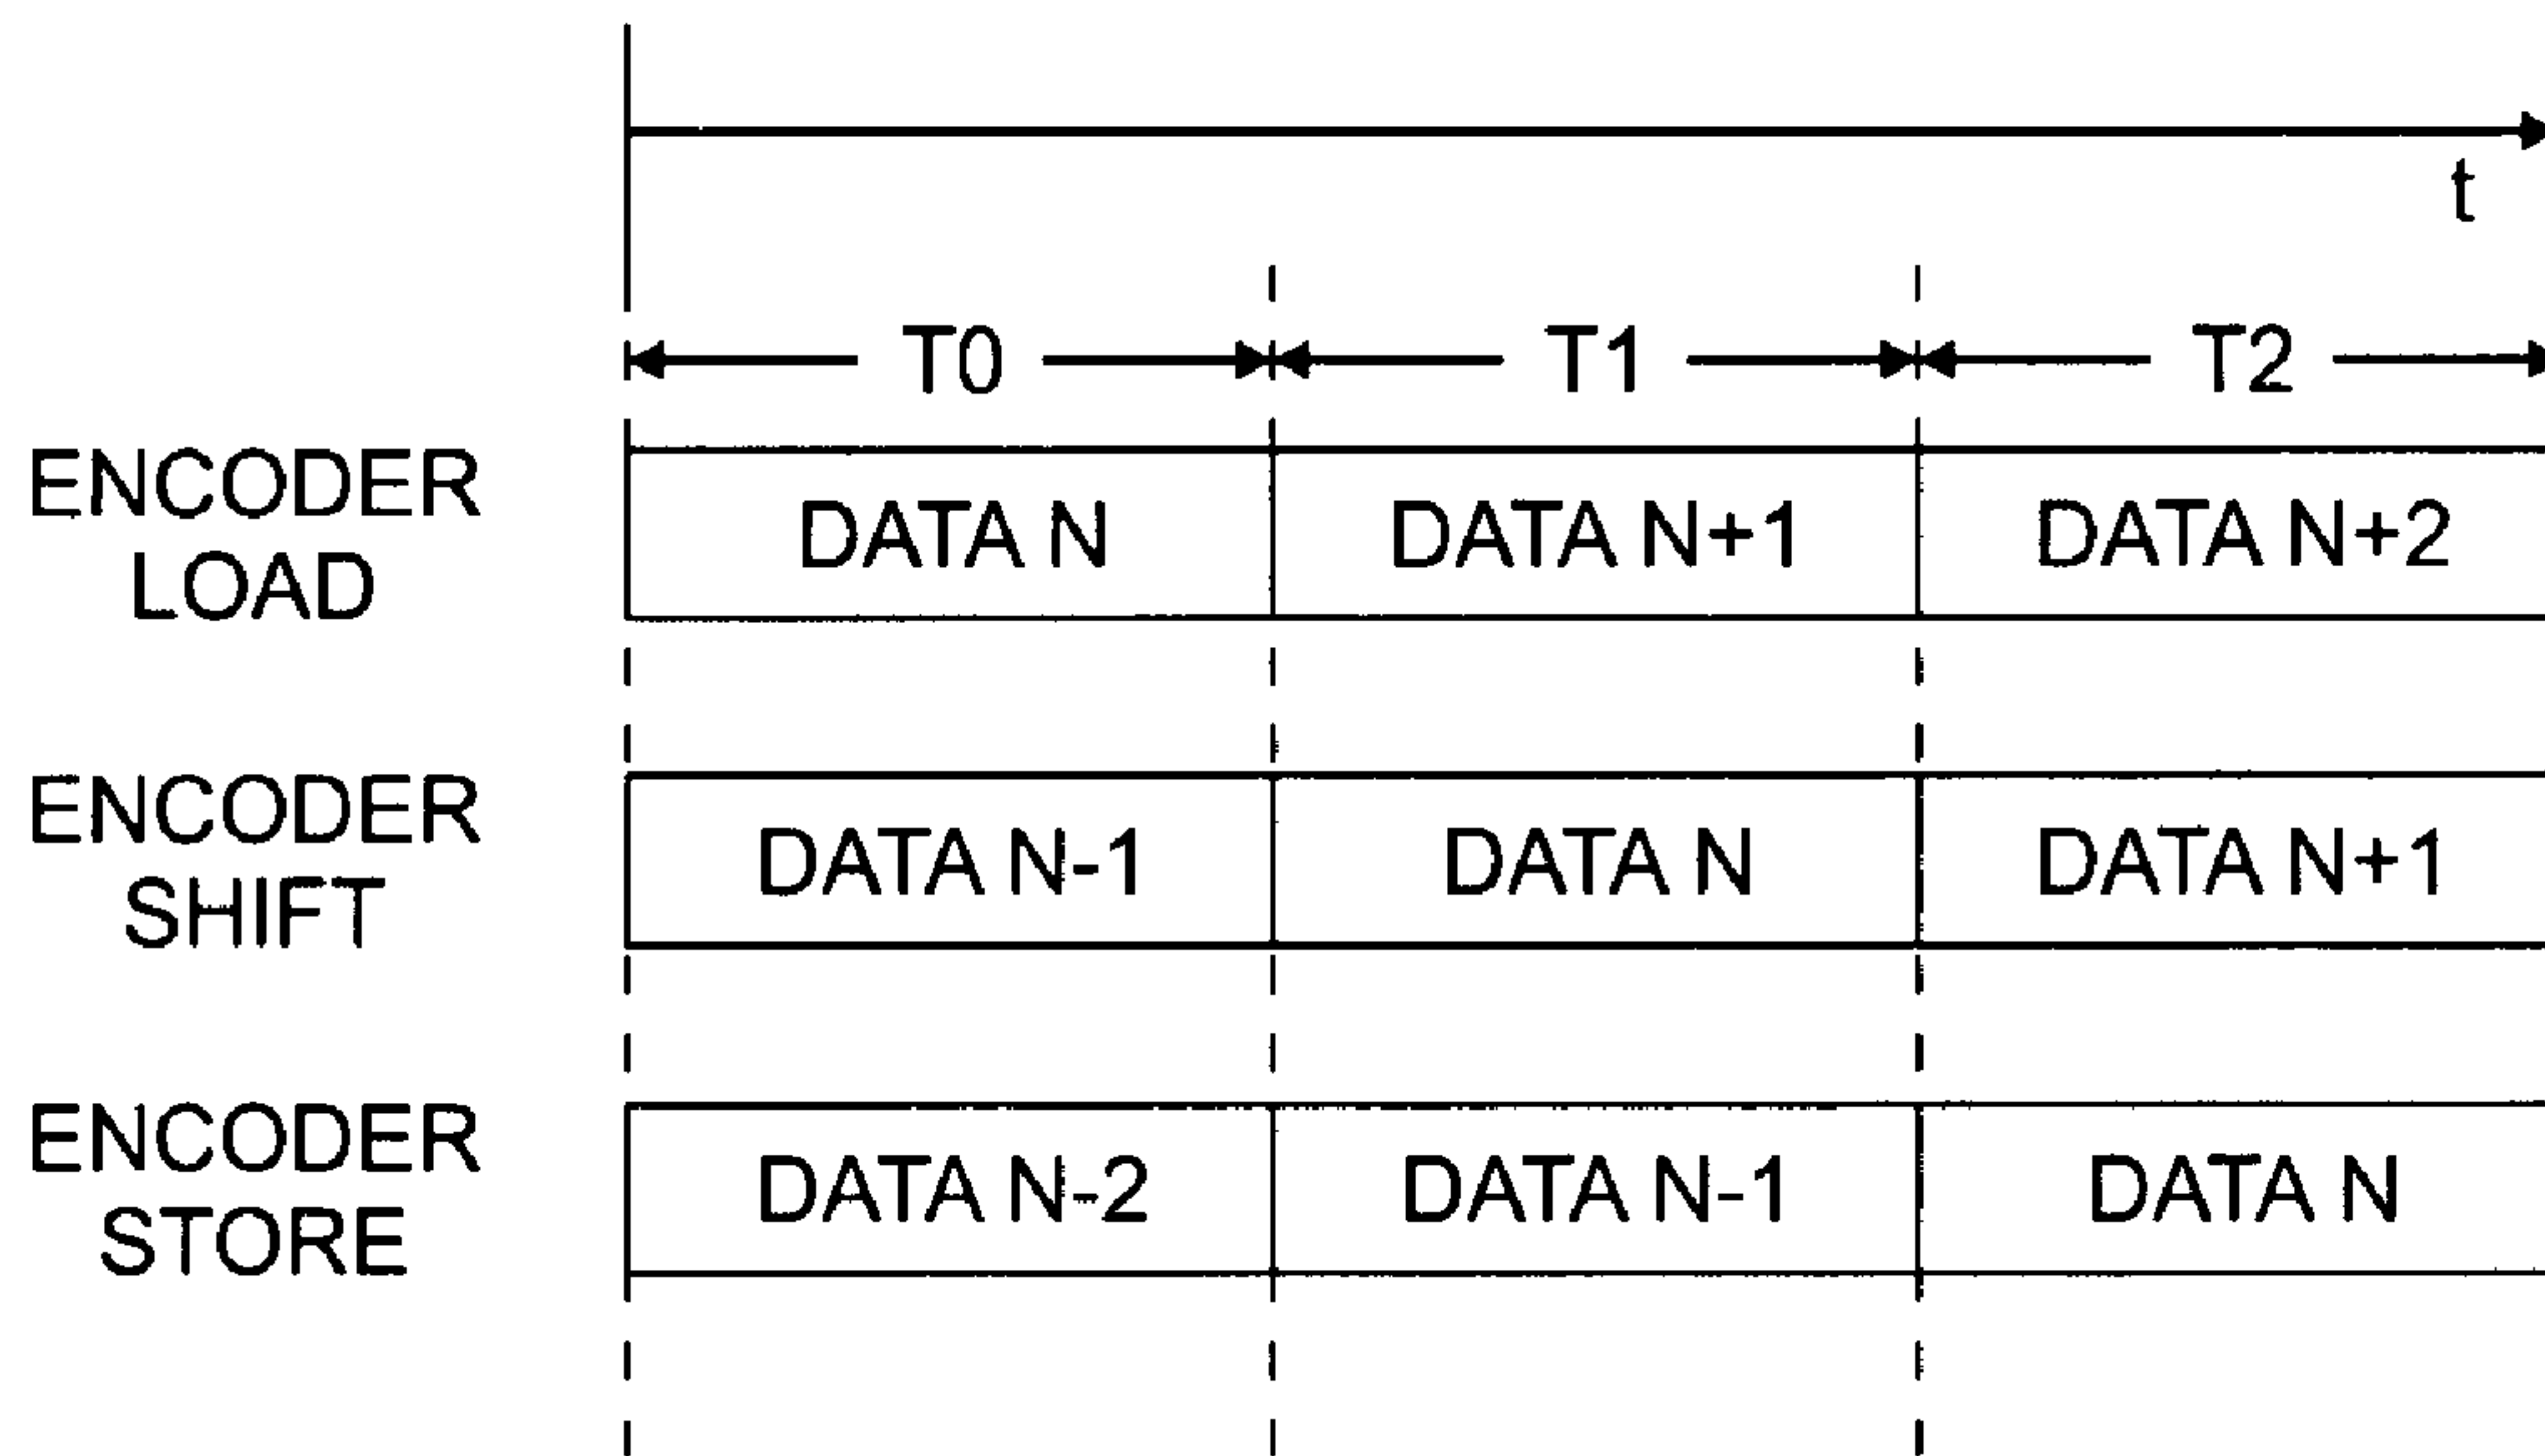 t
T0 T1 T2
ENCODER
LOAD
DATA N DATA N+1 DATA N+2
ENCODER
SHIFT
DATA N-1 DATA N DATA N+1
ENCODER
STORE
DATA N-2 DATA N-1 DATA N